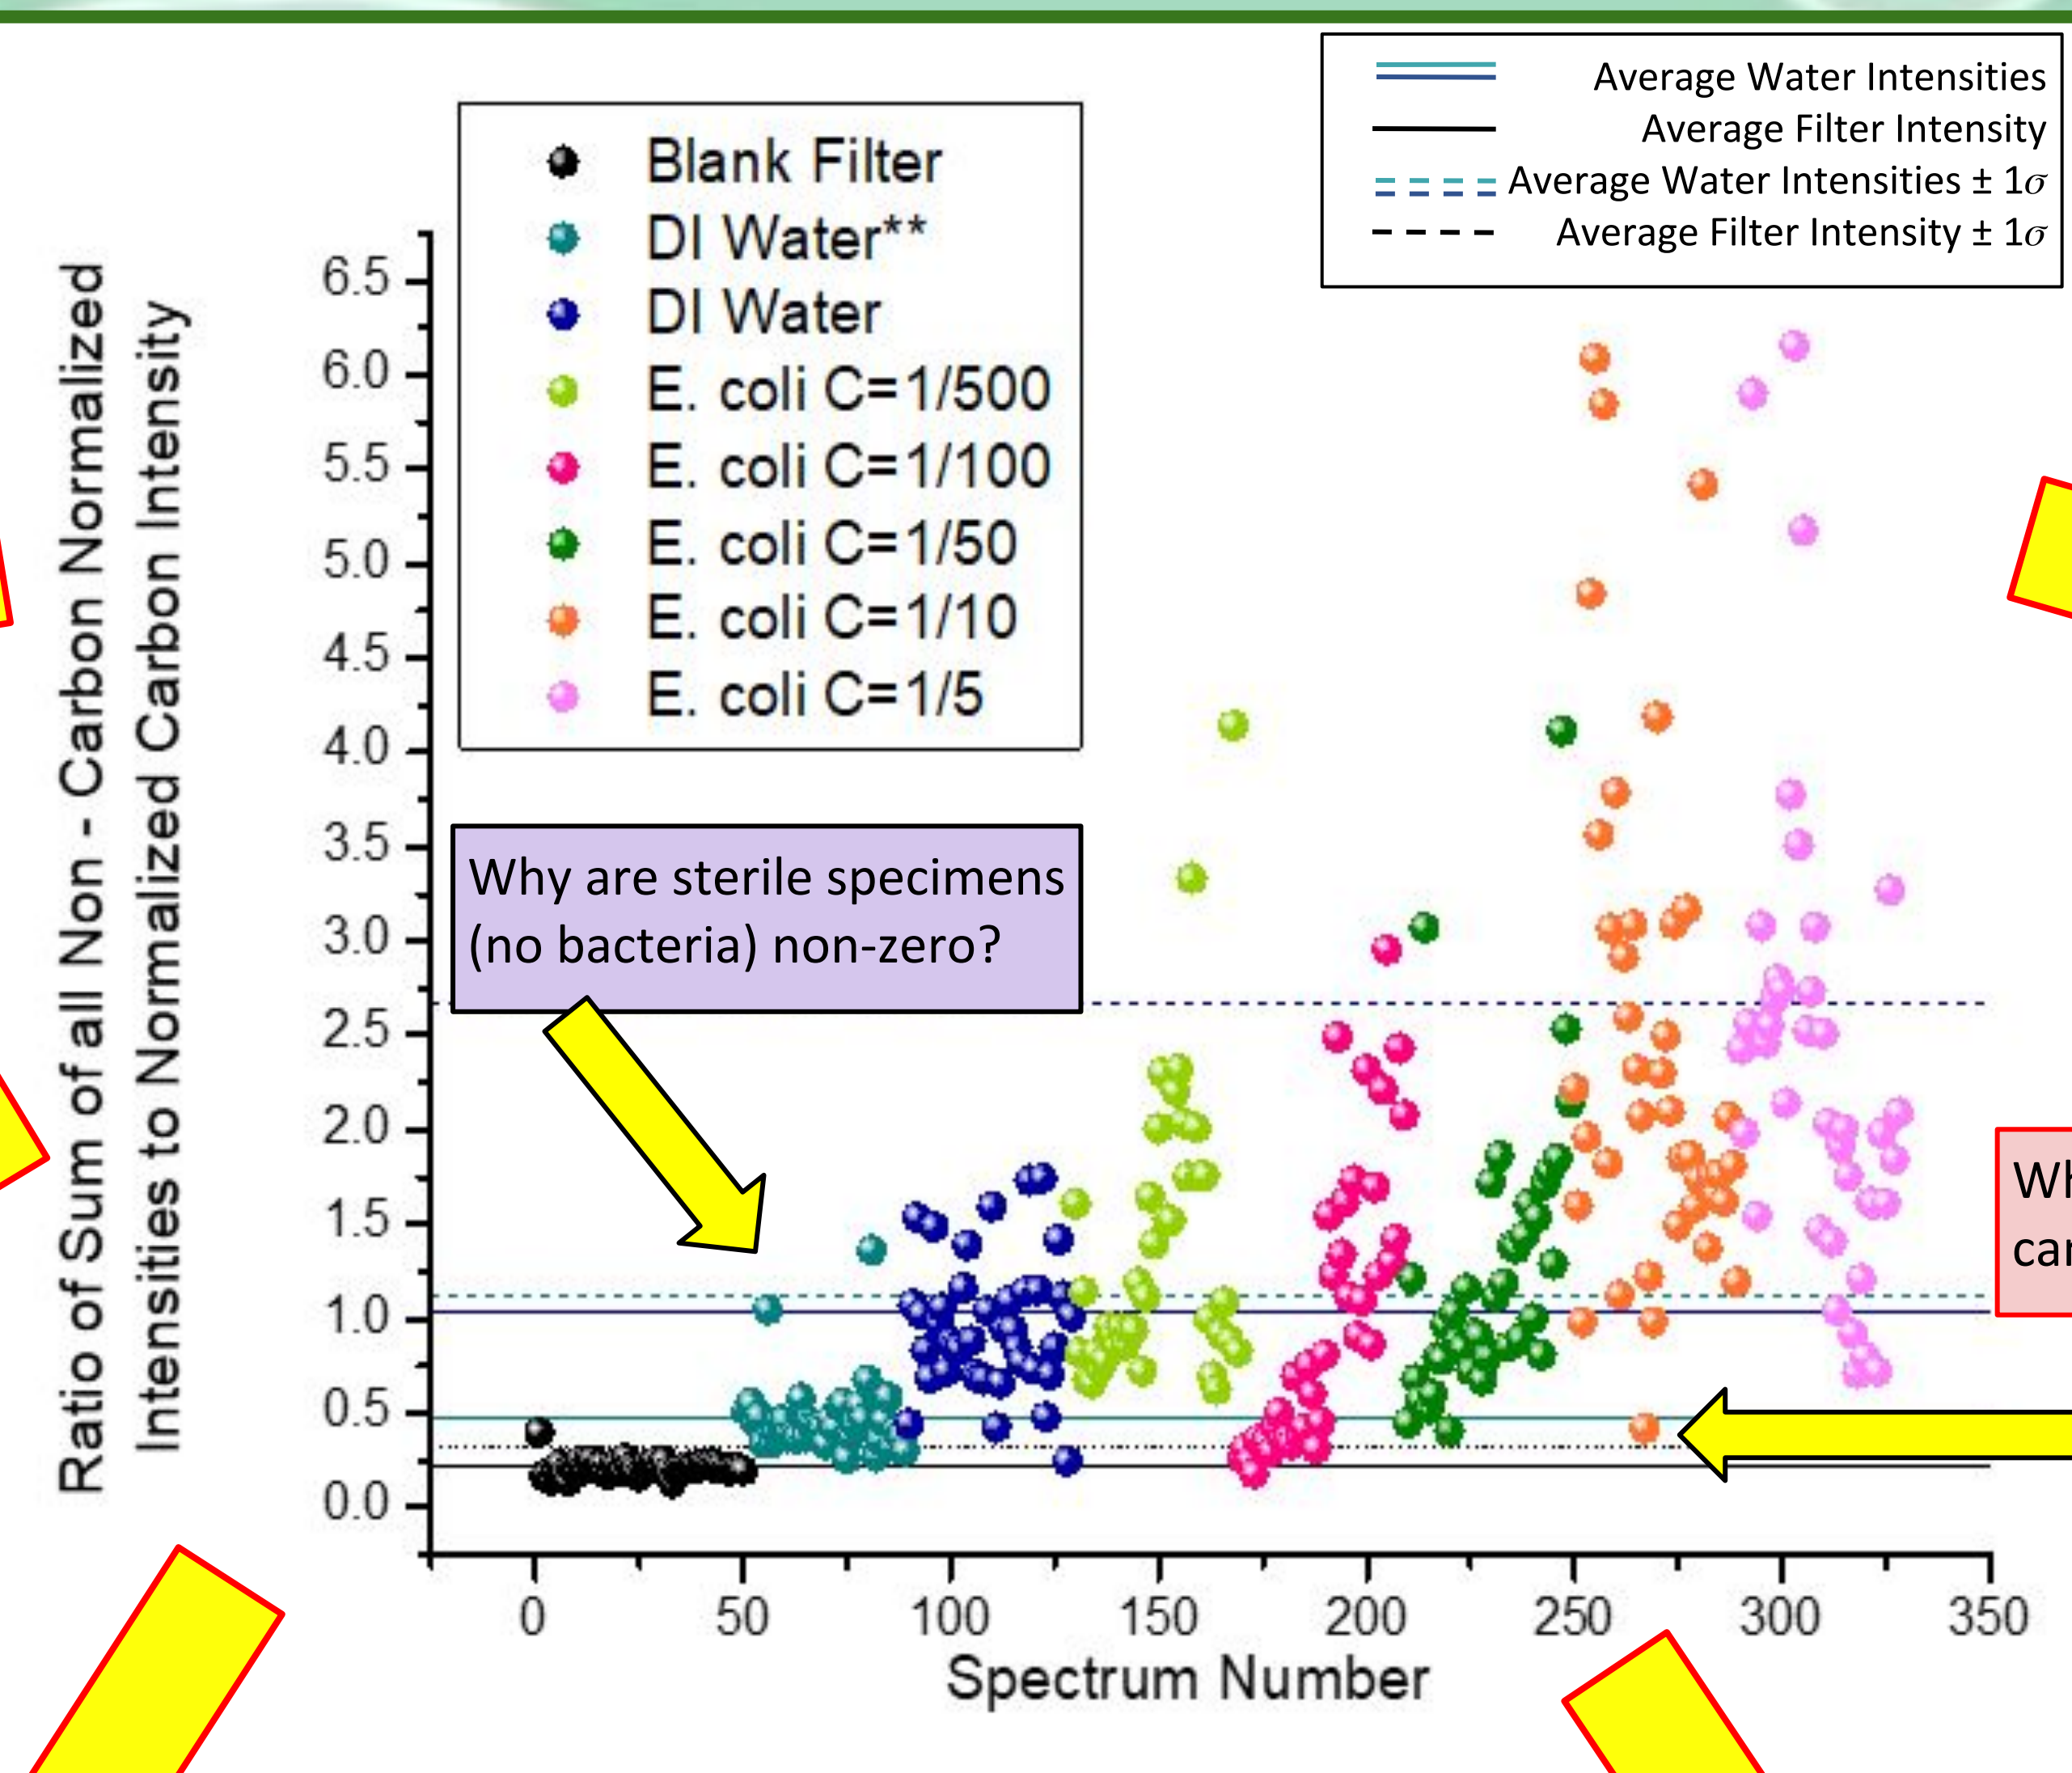 Average Water Intensities
Average Filter Intensity
Average Water Intensities ± 1σ
Average Filter Intensity ± 1σ
Blank Filter
DI Water**
DI Water
E. coli C=1/500
E. coli C=1/100
E. coli C=1/50
E. coli C=1/10
E. coli C=1/5
Ratio of Sum of all Non - Carbon Normalized
Intensities to Normalized Carbon Intensity
6.5
6.0
5.5
5.0
4.5
4.0
3.5
3.0
2.5
2.0
1.5
1.0
0.5
0.0
Why are sterile specimens
(no bacteria) non-zero?
0 50 100 150 200 250 300 350
Spectrum Number